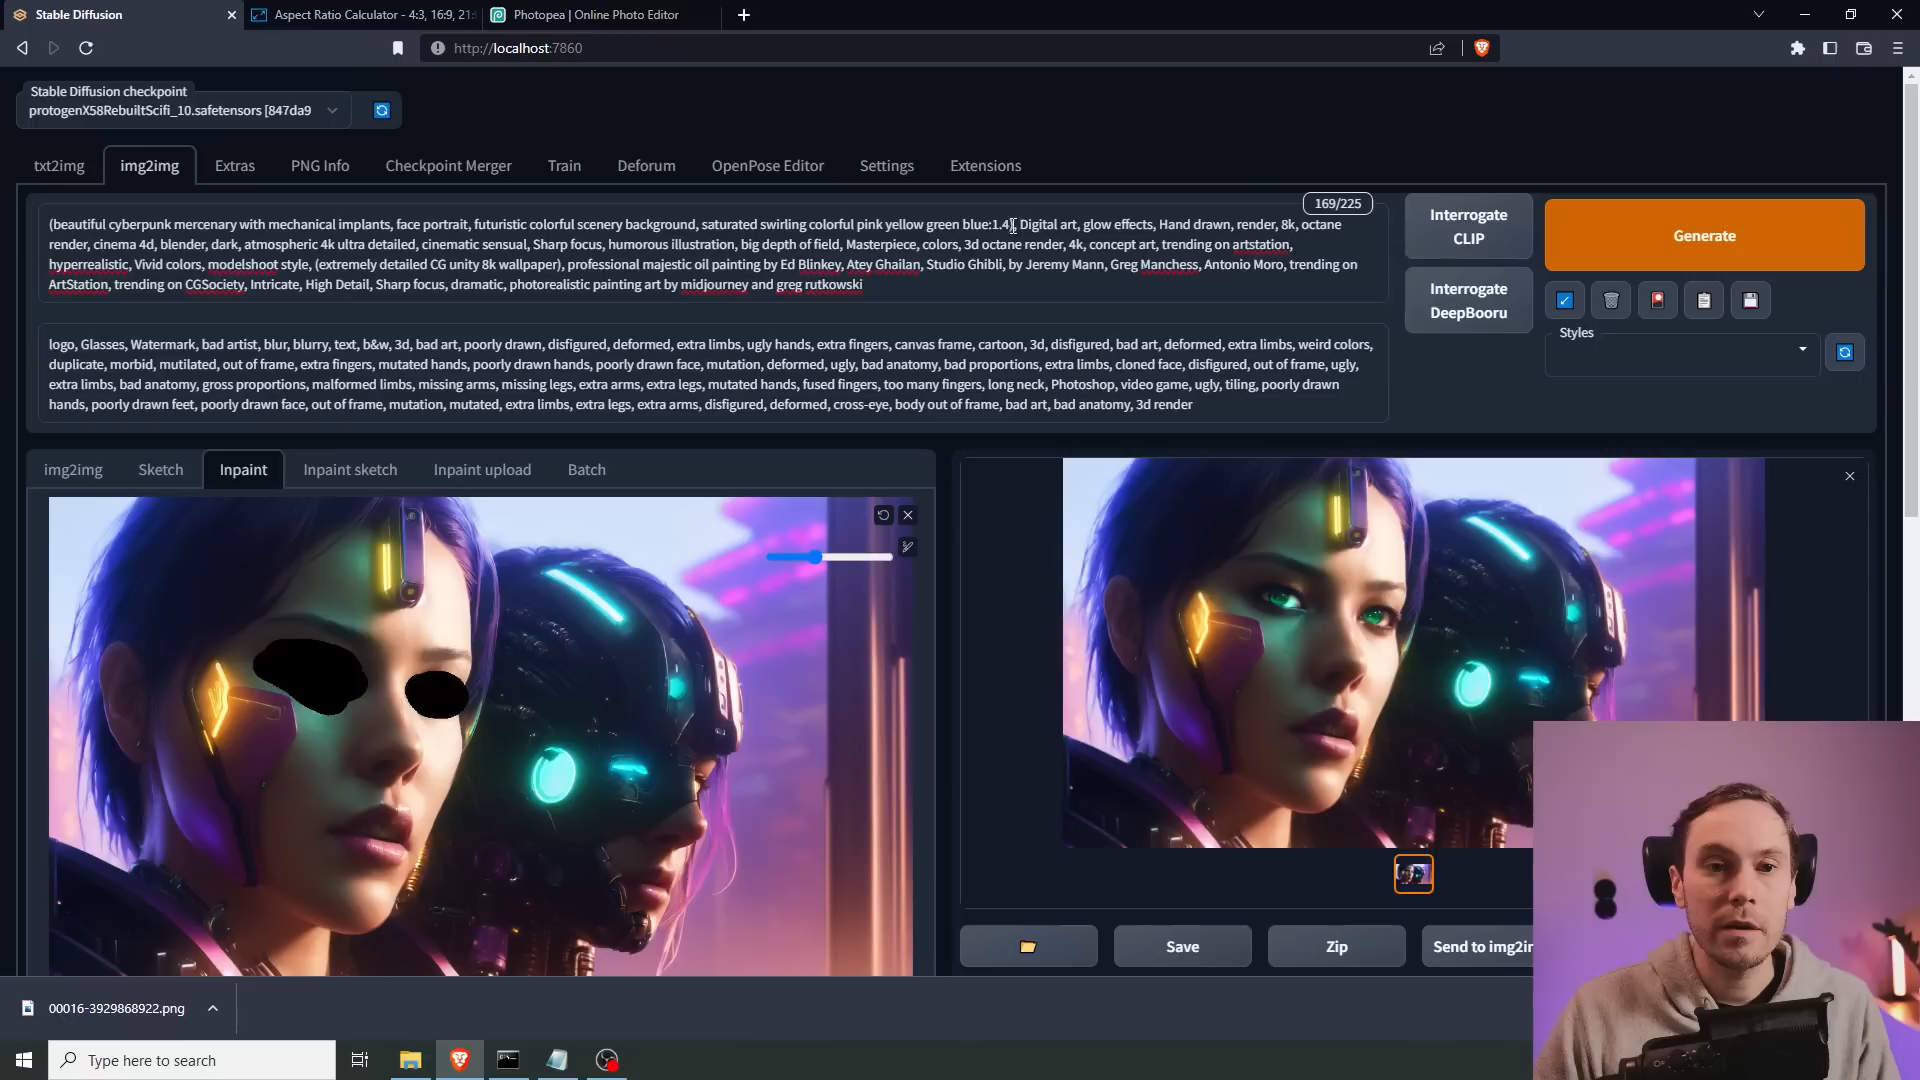 Stable Diffusion
Aspect Ratio Calculator - 4:3, 16:9, 21:
Photopea | Online Photo Editor
http://localhost:7860
Stable Diffusion checkpoint
protogenX58RebuiltScifi_10.safetensors [847da9
txt2img
img2img
Extras
PNG Info
Checkpoint Merger
Train
Deforum
OpenPose Editor
Settings
Extensions
169/225
(beautiful cyberpunk mercenary with mechanical implants, face portrait, futuristic colorful scenery background, saturated swirling colorful pink yellow green blue:1.4), Digital art, glow effects, Hand drawn, render, 8k, octane
render, cinema 4d, blender, dark, atmospheric 4k ultra detailed, cinematic sensual, Sharp focus, humorous illustration, big depth of field, Masterpiece, colors, 3d octane render, 4k, concept art, trending on artstation,
hyperrealistic, Vivid colors, modelshoot style, (extremely detailed CG unity 8k wallpaper), professional majestic oil painting by Ed Blinkey, Atey Ghailan, Studio Ghibli, by Jeremy Mann, Greg Manchess, Antonio Moro, trending on
ArtStation, trending on CGSociety, Intricate, High Detail, Sharp focus, dramatic, photorealistic painting art by midjourney and greg rutkowski
Interrogate
CLIP
Generate
Interrogate
DeepBooru
Styles
logo, Glasses, Watermark, bad artist, blur, blurry, text, b&w, 3d, bad art, poorly drawn, disfigured, deformed, extra limbs, ugly hands, extra fingers, canvas frame, cartoon, 3d, disfigured, bad art, deformed, extra limbs, weird colors,
duplicate, morbid, mutilated, out of frame, extra fingers, mutated hands, poorly drawn hands, poorly drawn face, mutation, deformed, ugly, bad anatomy, bad proportions, extra limbs, cloned face, disfigured, out of frame, ugly,
extra limbs, bad anatomy, gross proportions, malformed limbs, missing arms, missing legs, extra arms, extra legs, mutated hands, fused fingers, too many fingers, long neck, Photoshop, video game, ugly, tiling, poorly drawn
hands, poorly drawn feet, poorly drawn face, out of frame, mutation, mutated, extra limbs, extra legs, extra arms, disfigured, deformed, cross-eye, body out of frame, bad art, bad anatomy, 3d render
img2img
Sketch
Inpaint
Inpaint sketch
Inpaint upload
Batch
Save
Zip
Send to img2im
00016-3929868922.png
Type here to search